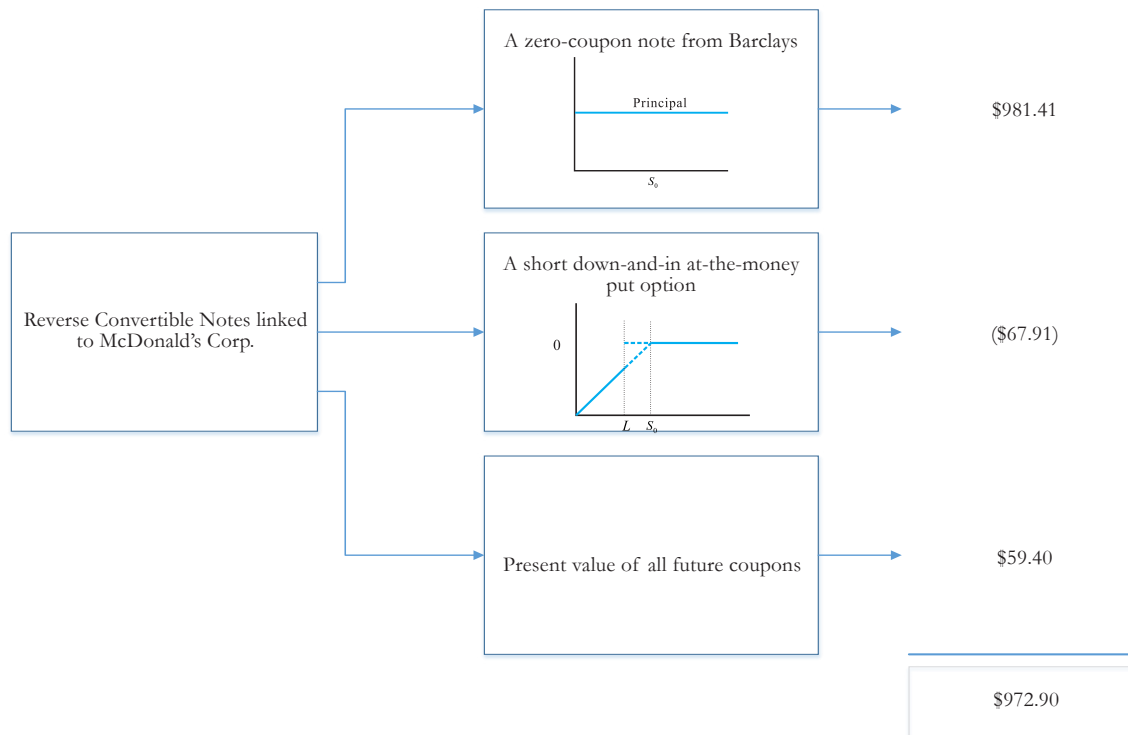 A zero-coupon note from Barclays
Principal
S₀
$981.41
Reverse Convertible Notes linked
to McDonald's Corp.
A short down-and-in at-the-money
put option
0
L S₀
($67.91)
Present value of all future coupons
$59.40
$972.90